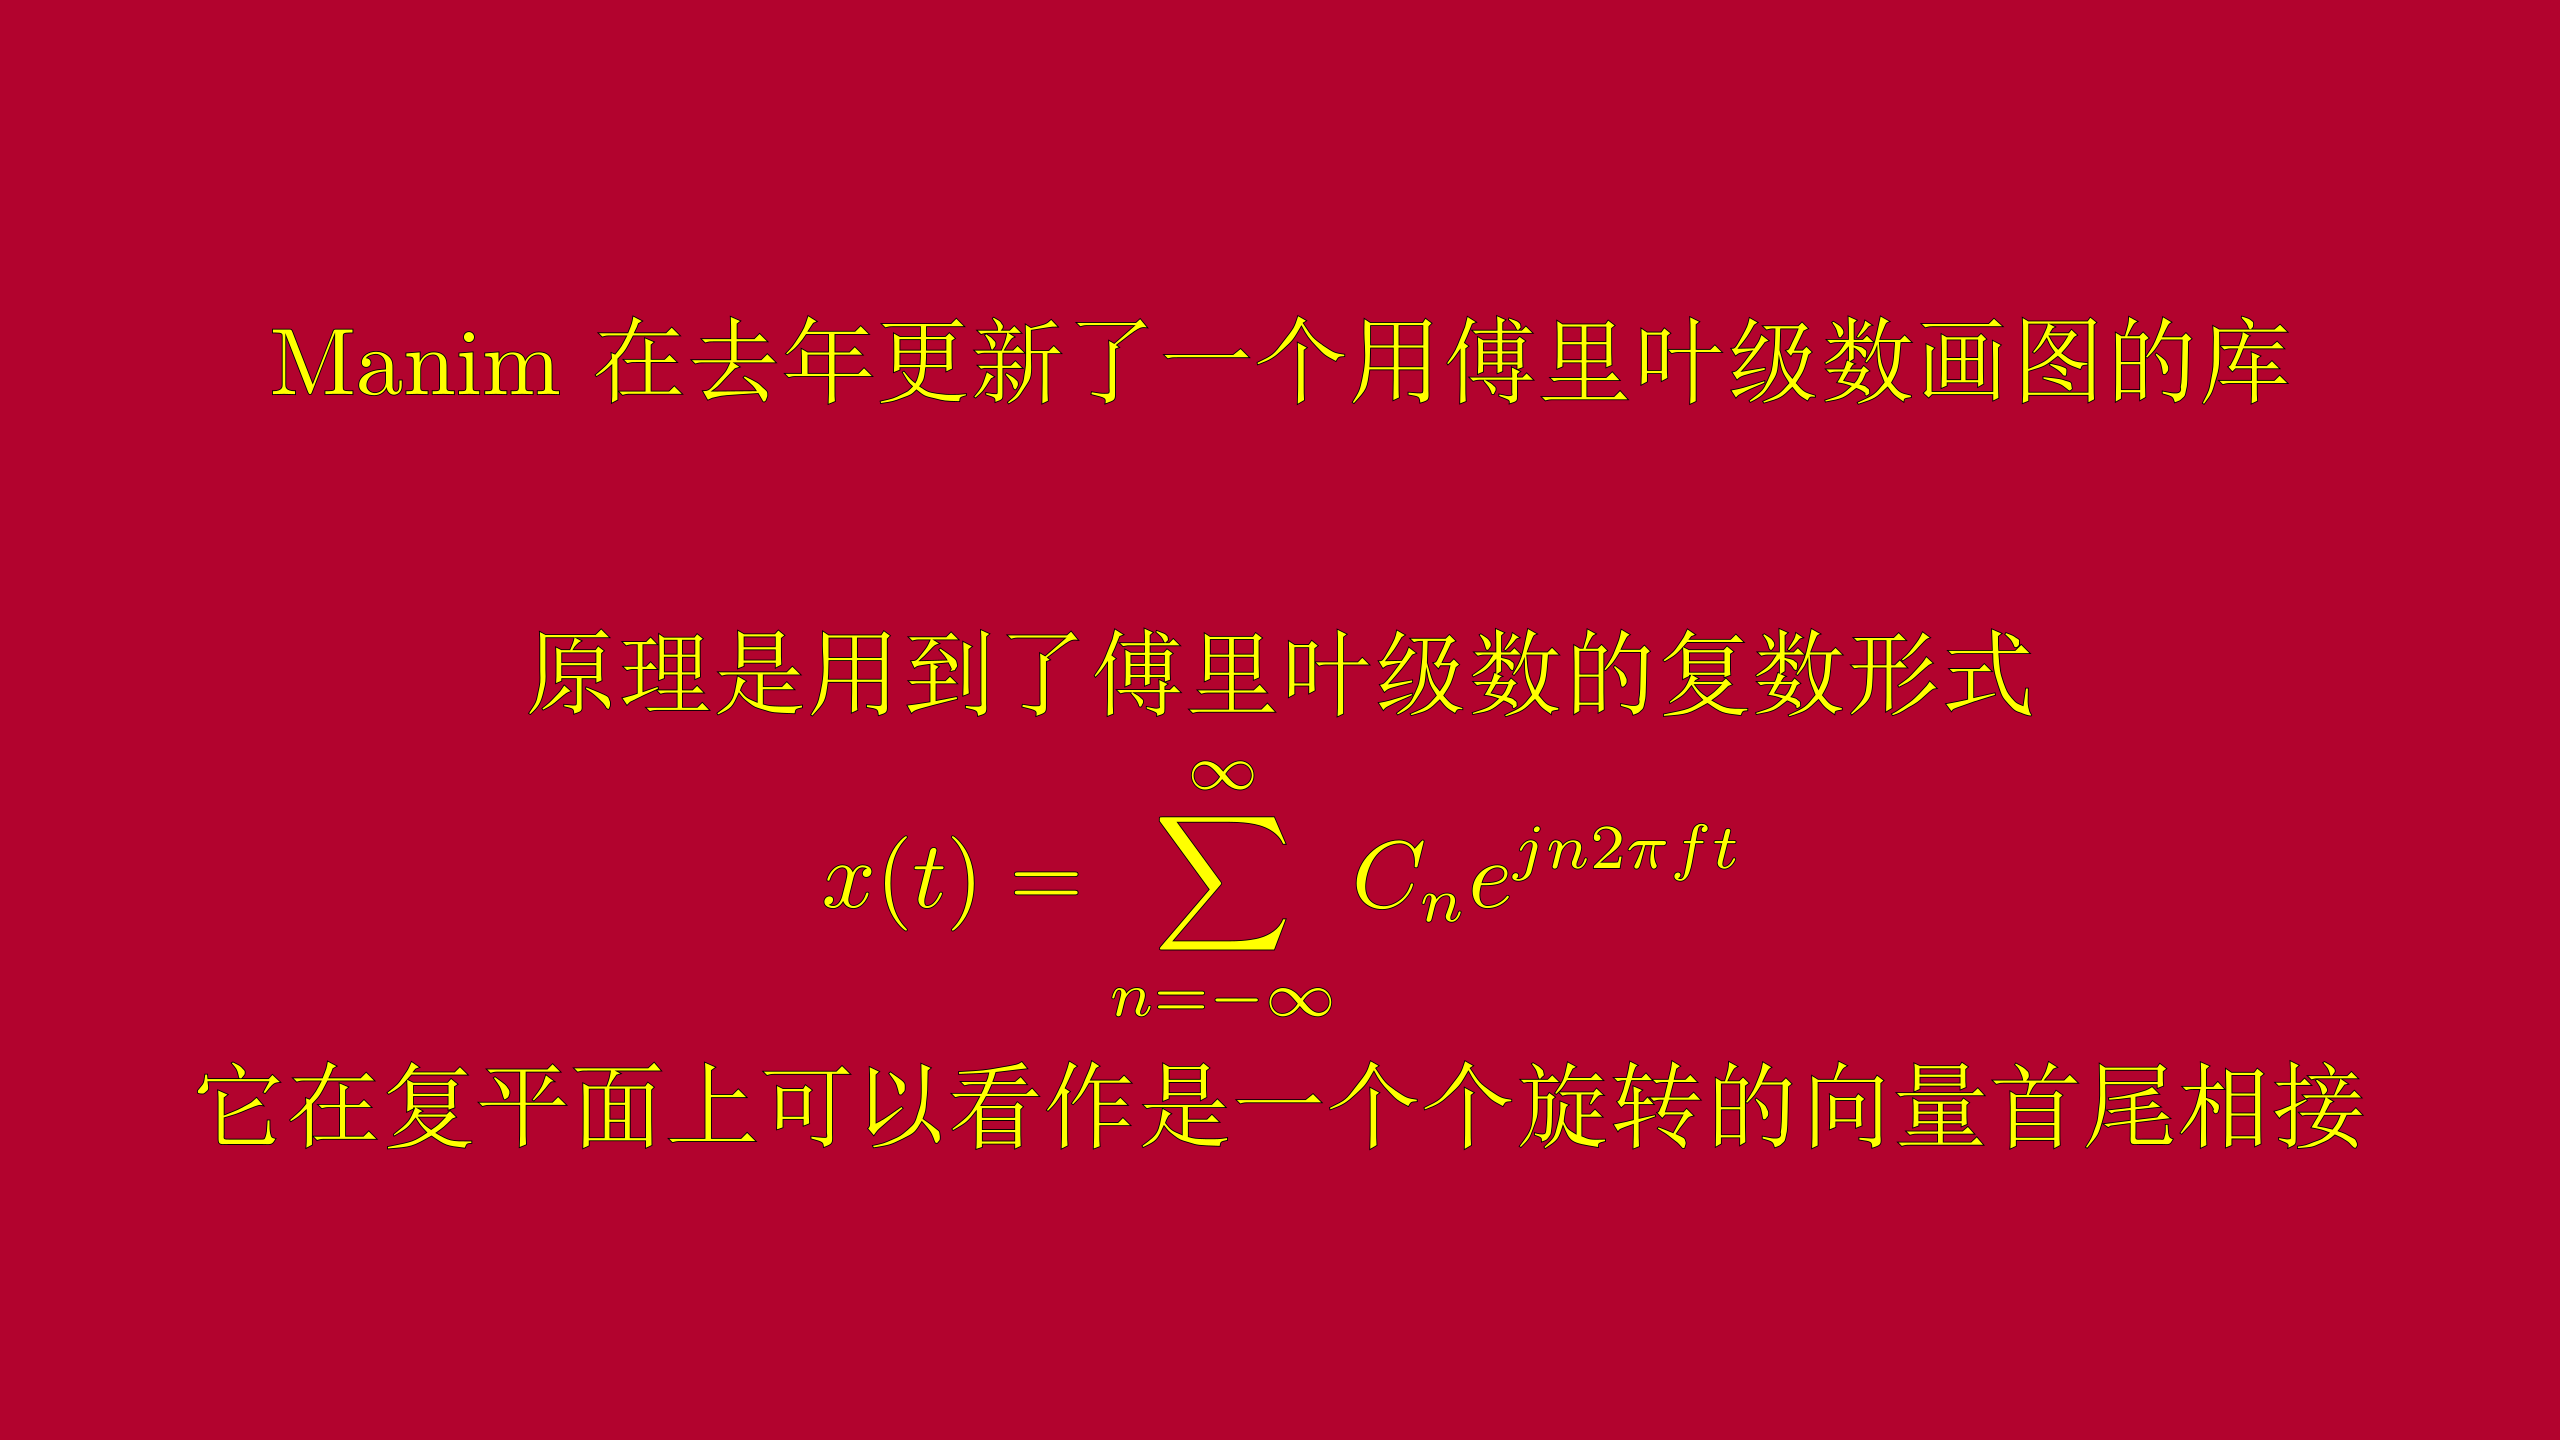 Manim 在去年更新了一个用傅里叶级数画图的库
原理是用到了傅里叶级数的复数形式
$x(t) = \sum_{n=-\infty}^{\infty} C_n e^{jn2\pi ft}$
它在复平面上可以看作是一个个旋转的向量首尾相接